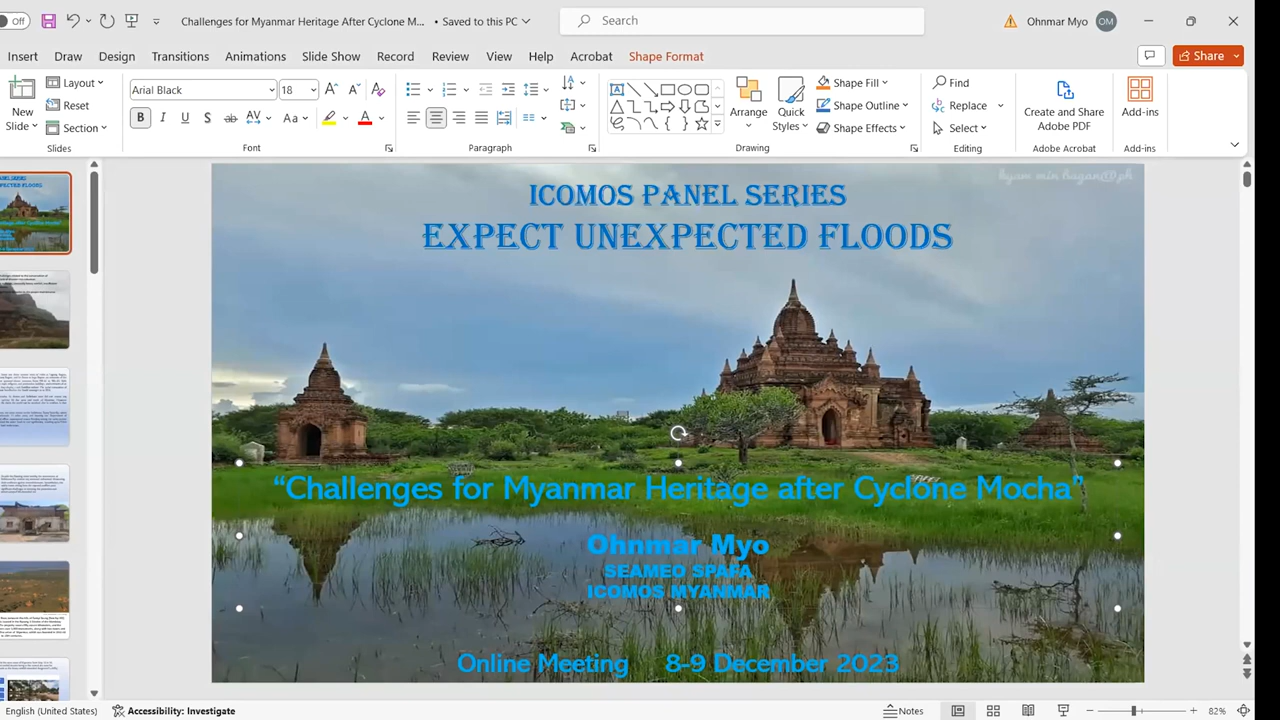 Off
Challenges for Myanmar Heritage After Cyclone M... • Saved to this PC
Search
Ohnmar Myo
OM
Insert
Draw
Design
Transitions
Animations
Slide Show
Record
Review
View
Help
Acrobat
Shape Format
Share
New
Slide
Layout
Reset
Section
Slides
Arial Black
18
Font
Paragraph
Arrange
Quick
Styles
Shape Fill
Shape Outline
Shape Effects
Drawing
Find
Replace
Select
Editing
Create and Share
Adobe PDF
Adobe Acrobat
Add-ins
Add-ins
ICOMOS PANEL SERIES
EXPECT UNEXPECTED FLOODS
“Challenges for Myanmar Heritage after Cyclone Mocha”
Ohnmar Myo
SEAMEO SPAFA
ICOMOS MYANMAR
Online Meeting 8-9 December 2023
English (United States)
Accessibility: Investigate
Notes
82%